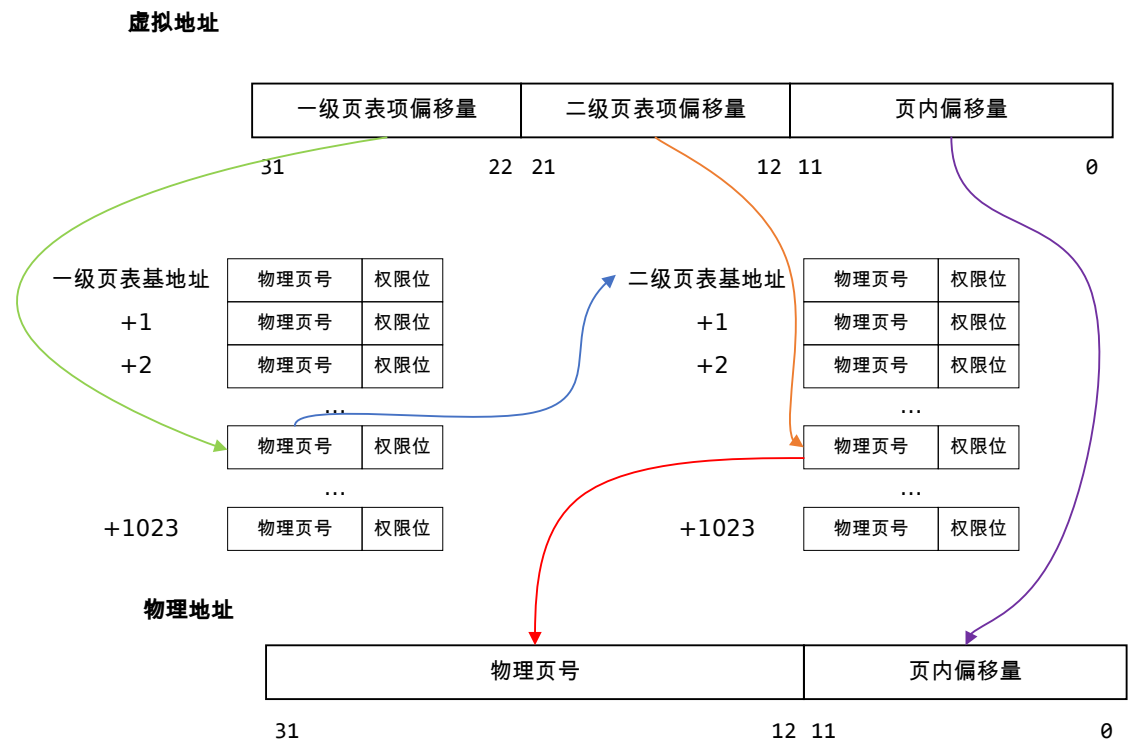 虚拟地址
一级页表项偏移量 二级页表项偏移量 页内偏移量
31 22 21 12 11 0
一级页表基地址 物理页号 权限位 二级页表基地址 物理页号 权限位
+1 物理页号 权限位 +1 物理页号 权限位
+2 物理页号 权限位 +2 物理页号 权限位
... ...
物理页号 权限位 物理页号 权限位
... ...
+1023 物理页号 权限位 +1023 物理页号 权限位
物理地址
物理页号 页内偏移量
31 12 11 0